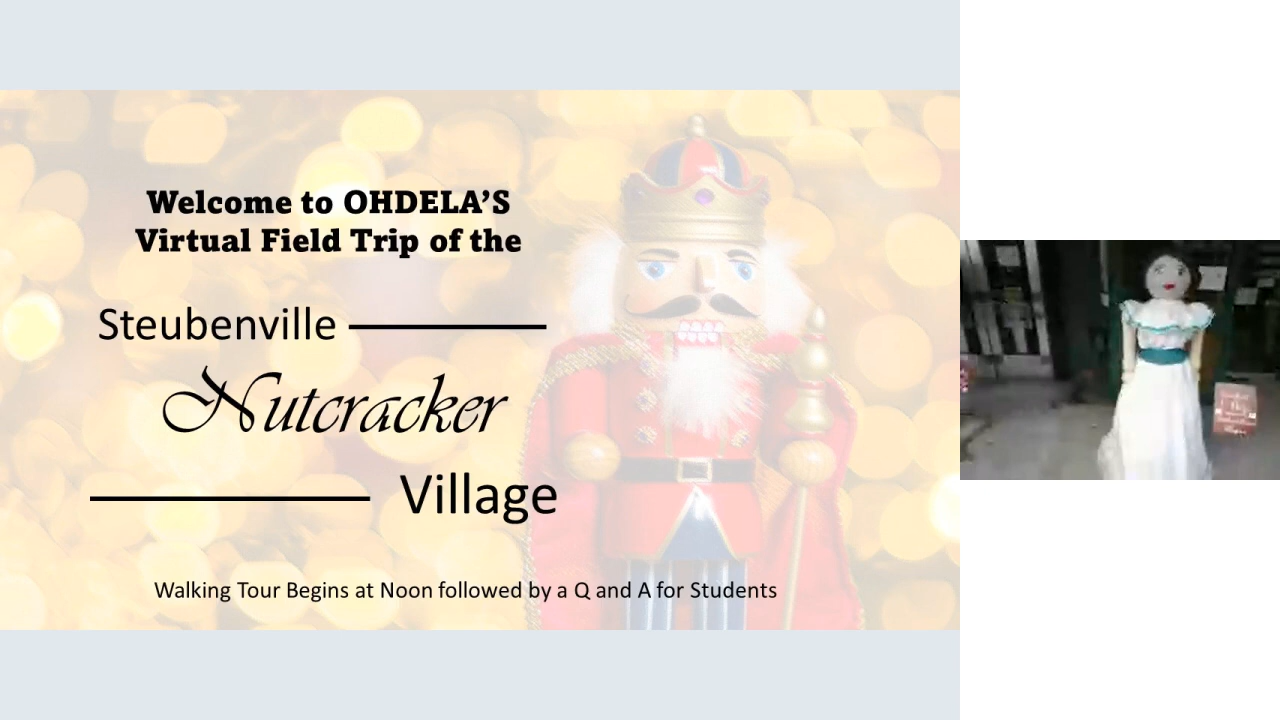 Welcome to OHDELA’S
Virtual Field Trip of the
Steubenville
Nutcracker
Village
Walking Tour Begins at Noon followed by a Q and A for Students